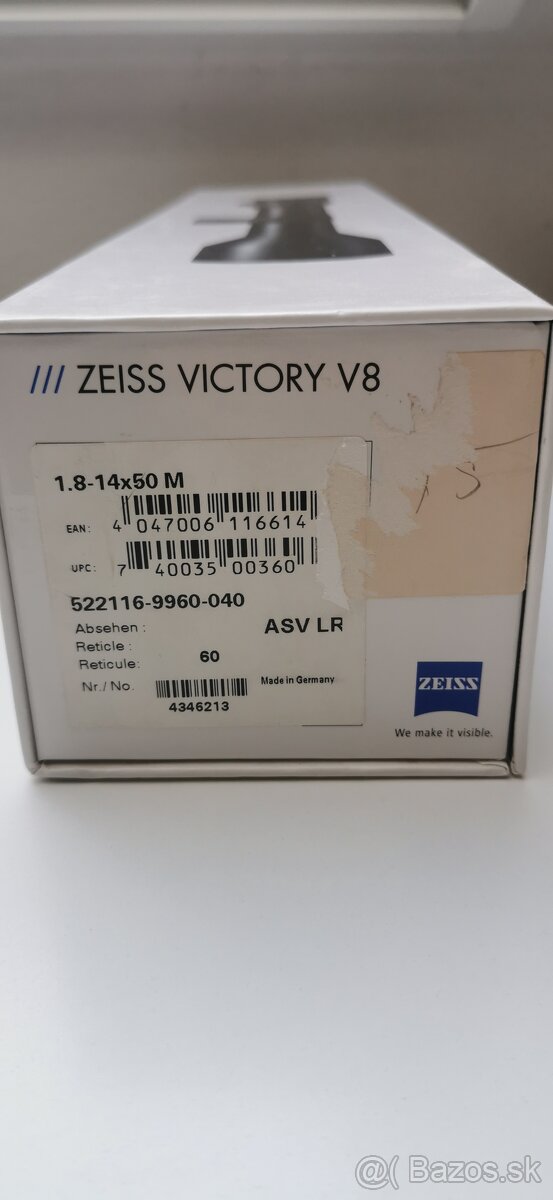 /// ZEISS VICTORY V8
1.8-14x50 M
EAN: 4 047006 116614
UPC: 7 40035 00360
522116-9960-040
Absehen : ASV LR
Reticle :
Reticule: 60
Nr./No. Made in Germany
4346213
ZEISS
We make it visible.
@( Bazos.sk